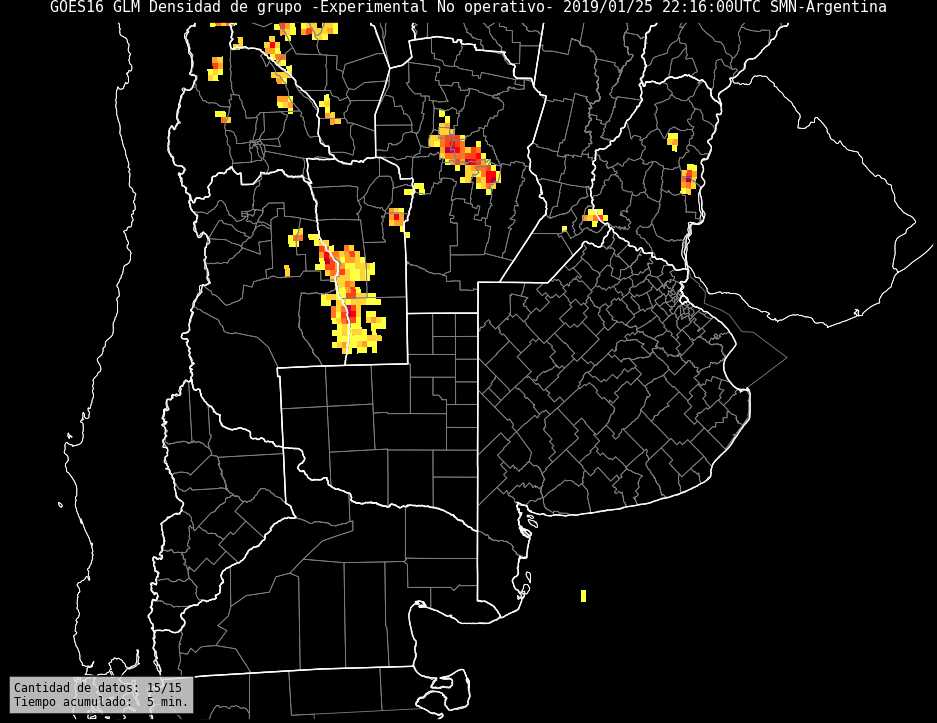 GOES16 GLM Densidad de grupo -Experimental No operativo- 2019/01/25 22:16:00UTC SMN-Argentina
Cantidad de datos: 15/15
Tiempo acumulado:  5 min.